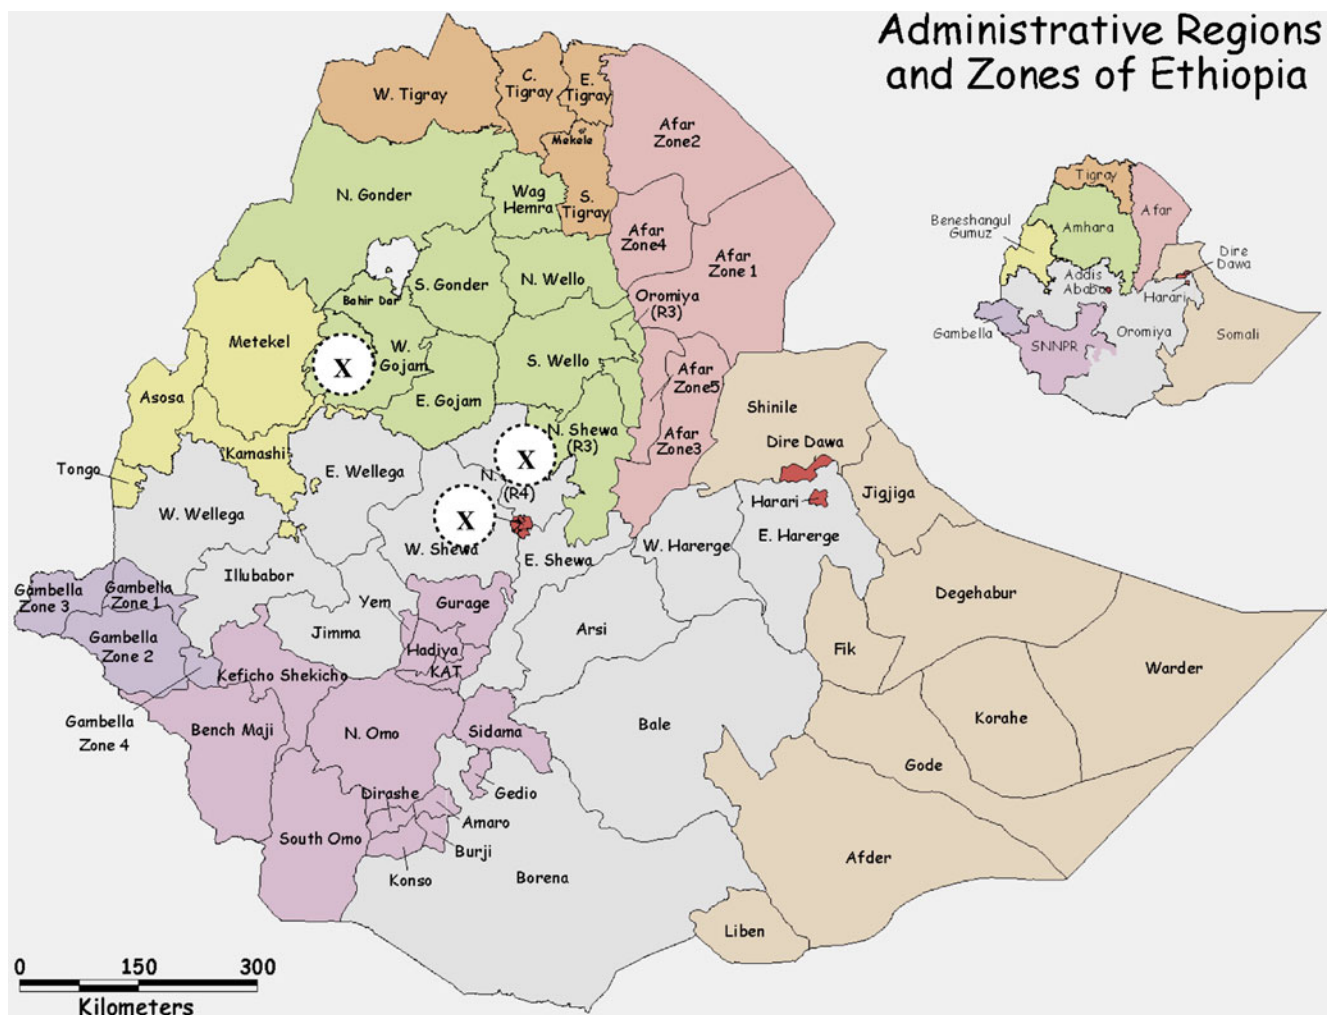 Administrative Regions
and Zones of Ethiopia
W. Tigray
C.
Tigray
E.
Tigray
Mekele
S.
Tigray
Afar
Zone2
N. Gonder
Wag
Hemra
Afar
Zone4
Afar
Zone 1
S. Gonder
N. Wello
Bahir Dar
Oromiya
(R3)
Metekel
W.
Gojam
X
S. Wello
E. Gojam
Afar
Zone5
Asosa
Shinile
N. Shewa
(R3)
Afar
Zone3
Dire Dawa
Kamashi
Tongo
E. Wellega
X
N.
(R4)
Jigjiga
Harari
W. Wellega
X
W. Shewa
E. Shewa
W. Harerge
E. Harerge
Illubabor
Gambella
Zone 3
Gambella
Zone 1
Yem
Gurage
Degehabur
Jimma
Arsi
Gambella
Zone 2
Hadiya
KAT
Fik
Keficho Shekicho
Warder
Gambella
Zone 4
Bench Maji
N. Omo
Sidama
Bale
Korahe
Gode
Dirashe
Gedio
Amaro
South Omo
Burji
Konso
Borena
Afder
Liben
0 150 300
Kilometers
Tigray
Afar
Beneshangul
Gumuz
Amhara
Dire
Dawa
Addis
Ababa
Harari
Gambella
SNNPR
Oromiya
Somali